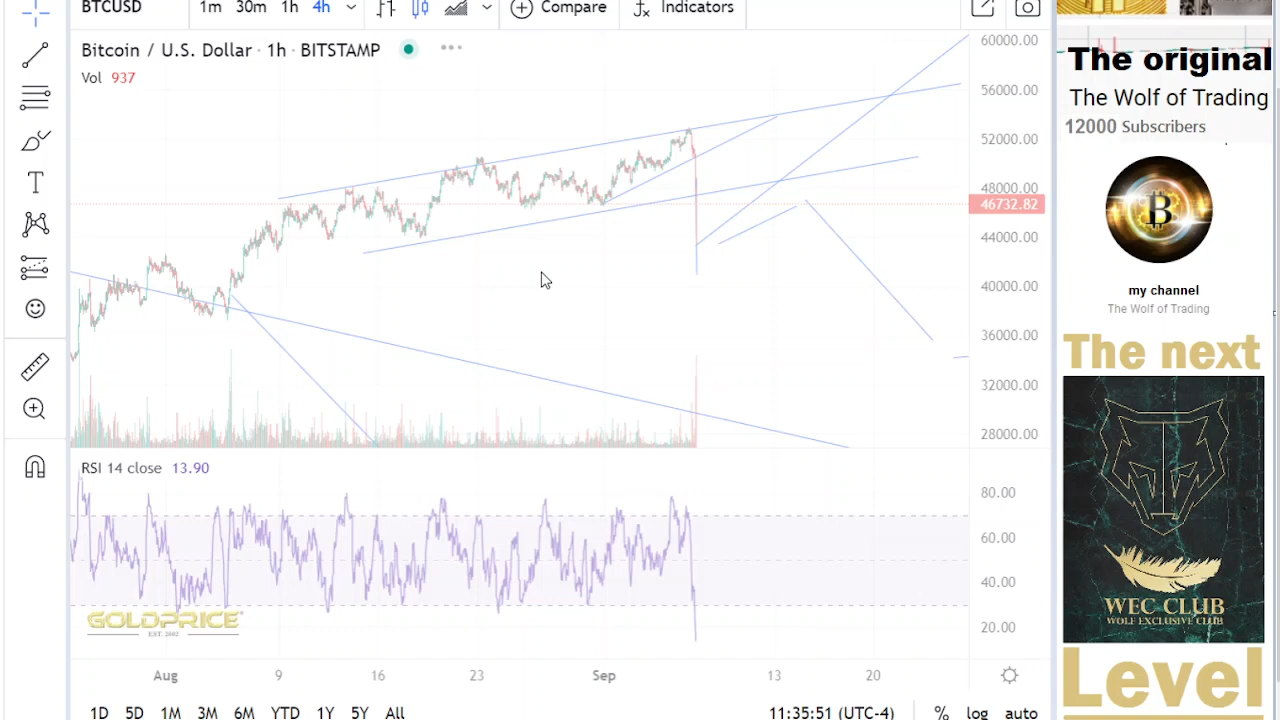 BTCUSD 1m 30m 1h 4h Compare Indicators
Bitcoin / U.S. Dollar · 1h · BITSTAMP
Vol 937
60000.00
56000.00
52000.00
48000.00
46732.82
44000.00
40000.00
36000.00
32000.00
28000.00
RSI 14 close 13.90
80.00
60.00
40.00
20.00
GOLDPRICE
EST. 2002
Aug 9 16 23 Sep 13 20
1D 5D 1M 3M 6M YTD 1Y 5Y All 11:35:51 (UTC-4) % log auto
The original
The Wolf of Trading
12000 Subscribers
B
my channel
The Wolf of Trading
The next
WEC CLUB
WOLF EXCLUSIVE CLUB
Level